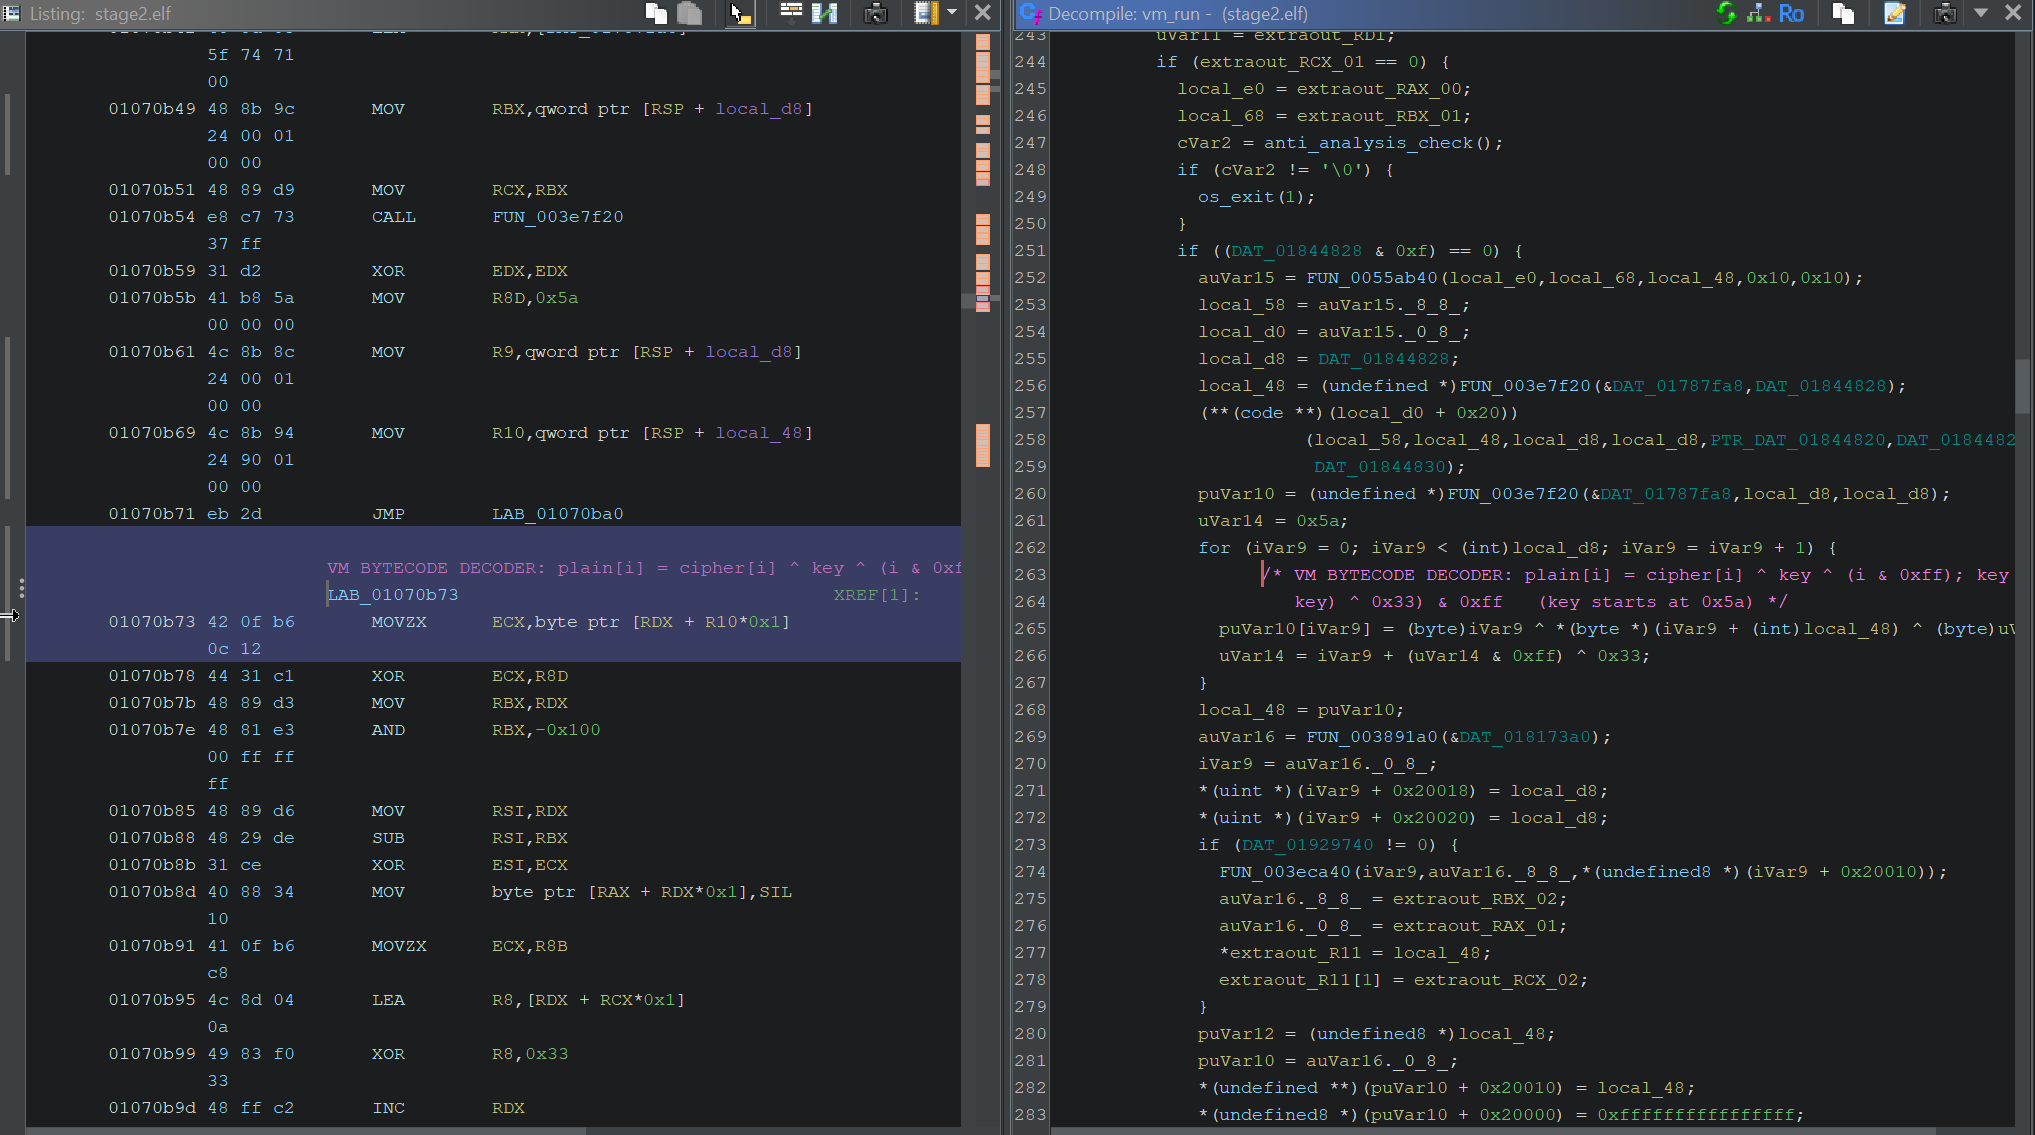 Listing: stage2.elf
5f 74 71
00
01070b49 48 8b 9c MOV RBX,qword ptr [RSP + local_d8]
24 00 01
00 00
01070b51 48 89 d9 MOV RCX,RBX
01070b54 e8 c7 73 CALL FUN_003e7f20
37 ff
01070b59 31 d2 XOR EDX,EDX
01070b5b 41 b8 5a MOV R8D,0x5a
00 00 00
01070b61 4c 8b 8c MOV R9,qword ptr [RSP + local_d8]
24 00 01
00 00
01070b69 4c 8b 94 MOV R10,qword ptr [RSP + local_48]
24 90 01
00 00
01070b71 eb 2d JMP LAB_01070ba0
VM BYTECODE DECODER: plain[i] = cipher[i] ^ key ^ (i & 0xf
LAB_01070b73 XREF[1]:
01070b73 42 0f b6 MOVZX ECX,byte ptr [RDX + R10*0x1]
0c 12
01070b78 44 31 c1 XOR ECX,R8D
01070b7b 48 89 d3 MOV RBX,RDX
01070b7e 48 81 e3 AND RBX,-0x100
00 ff ff
ff
01070b85 48 89 d6 MOV RSI,RDX
01070b88 48 29 de SUB RSI,RBX
01070b8b 31 ce XOR ESI,ECX
01070b8d 40 88 34 MOV byte ptr [RAX + RDX*0x1],SIL
10
01070b91 41 0f b6 MOVZX ECX,R8B
c8
01070b95 4c 8d 04 LEA R8,[RDX + RCX*0x1]
0a
01070b99 49 83 f0 XOR R8,0x33
33
01070b9d 48 ff c2 INC RDX
Decompile: vm_run - (stage2.elf)
Ro
243 uVar11 = extraout_RDI;
244 if (extraout_RCX_01 == 0) {
245 local_e0 = extraout_RAX_00;
246 local_68 = extraout_RBX_01;
247 cVar2 = anti_analysis_check();
248 if (cVar2 != '\0') {
249 os_exit(1);
250 }
251 if ((DAT_01844828 & 0xf) == 0) {
252 auVar15 = FUN_0055ab40(local_e0,local_68,local_48,0x10,0x10);
253 local_58 = auVar15._8_8_;
254 local_d0 = auVar15._0_8_;
255 local_d8 = DAT_01844828;
256 local_48 = (undefined *)FUN_003e7f20(&DAT_01787fa8,DAT_01844828);
257 (**(code **)(local_d0 + 0x20))
258 (local_58,local_48,local_d8,local_d8,PTR_DAT_01844820,DAT_0184482
259 DAT_01844830);
260 puVar10 = (undefined *)FUN_003e7f20(&DAT_01787fa8,local_d8,local_d8);
261 uVar14 = 0x5a;
262 for (iVar9 = 0; iVar9 < (int)local_d8; iVar9 = iVar9 + 1) {
263 /* VM BYTECODE DECODER: plain[i] = cipher[i] ^ key ^ (i & 0xff); key
264 key) ^ 0x33) & 0xff (key starts at 0x5a) */
265 puVar10[iVar9] = (byte)iVar9 ^ *(byte *)(iVar9 + (int)local_48) ^ (byte)uV
266 uVar14 = iVar9 + (uVar14 & 0xff) ^ 0x33;
267 }
268 local_48 = puVar10;
269 auVar16 = FUN_003891a0(&DAT_018173a0);
270 iVar9 = auVar16._0_8_;
271 *(uint *)(iVar9 + 0x20018) = local_d8;
272 *(uint *)(iVar9 + 0x20020) = local_d8;
273 if (DAT_01929740 != 0) {
274 FUN_003eca40(iVar9,auVar16._8_8_,*(undefined8 *)(iVar9 + 0x20010));
275 auVar16._8_8_ = extraout_RBX_02;
276 auVar16._0_8_ = extraout_RAX_01;
277 *extraout_R11 = local_48;
278 extraout_R11[1] = extraout_RCX_02;
279 }
280 puVar12 = (undefined8 *)local_48;
281 puVar10 = auVar16._0_8_;
282 *(undefined **)(puVar10 + 0x20010) = local_48;
283 *(undefined8 *)(puVar10 + 0x20000) = 0xffffffffffffffff;